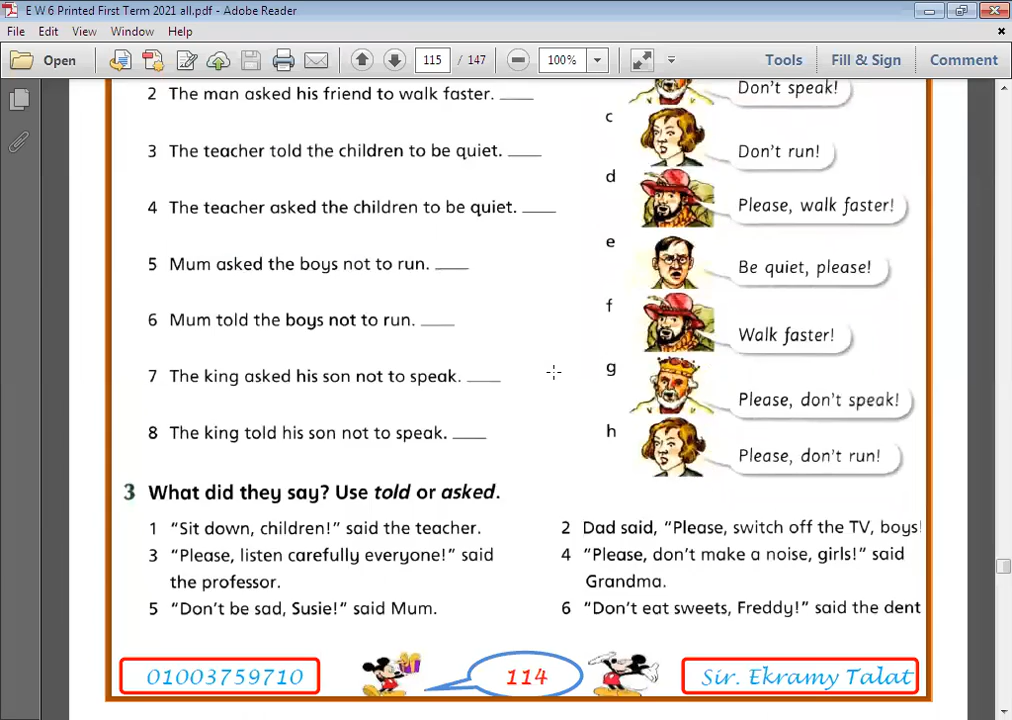 E W 6 Printed First Term 2021 all.pdf - Adobe Reader
File Edit View Window Help
Open 115 / 147 100% Tools Fill & Sign Comment
2 The man asked his friend to walk faster. ____
Don't speak!
c
3 The teacher told the children to be quiet. ____
Don't run!
d
4 The teacher asked the children to be quiet. ____
Please, walk faster!
e
5 Mum asked the boys not to run. ____
Be quiet, please!
f
6 Mum told the boys not to run. ____
Walk faster!
g
7 The king asked his son not to speak. ____
Please, don't speak!
h
8 The king told his son not to speak. ____
Please, don't run!
3 What did they say? Use told or asked.
1 "Sit down, children!" said the teacher.
2 Dad said, "Please, switch off the TV, boys!
3 "Please, listen carefully everyone!" said
the professor.
4 "Please, don't make a noise, girls!" said
Grandma.
5 "Don't be sad, Susie!" said Mum.
6 "Don't eat sweets, Freddy!" said the dent
01003759710
114
Sir. Ekramy Talat